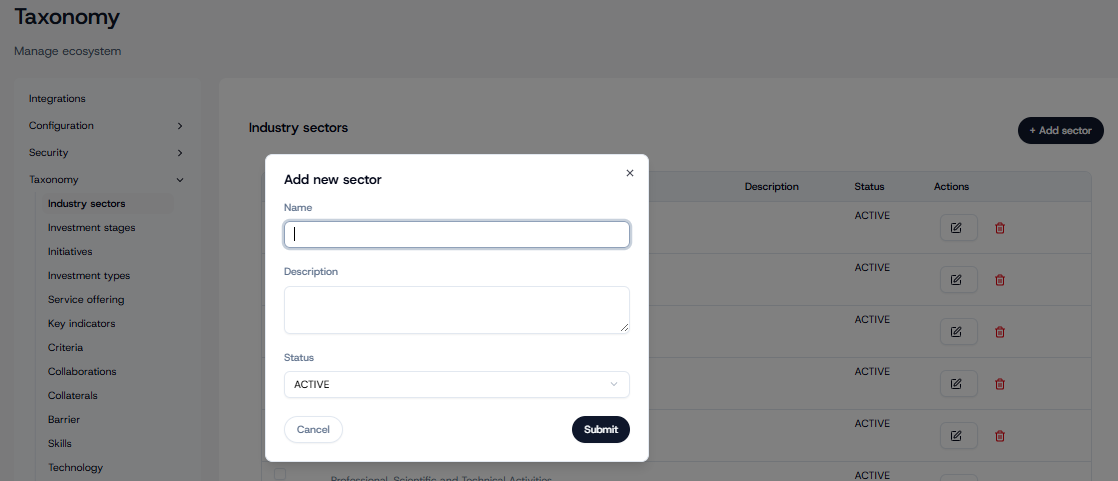 Taxonomy
Manage ecosystem
Integrations
Configuration
Security
Taxonomy
Industry sectors
Investment stages
Initiatives
Investment types
Service offering
Key indicators
Criteria
Collaborations
Collaterals
Barrier
Skills
Technology
Industry sectors
+ Add sector
Description Status Actions
ACTIVE
ACTIVE
ACTIVE
ACTIVE
ACTIVE
Professional, Scientific and Technical Activities ACTIVE
Add new sector
Name
Description
Status
ACTIVE
Cancel Submit